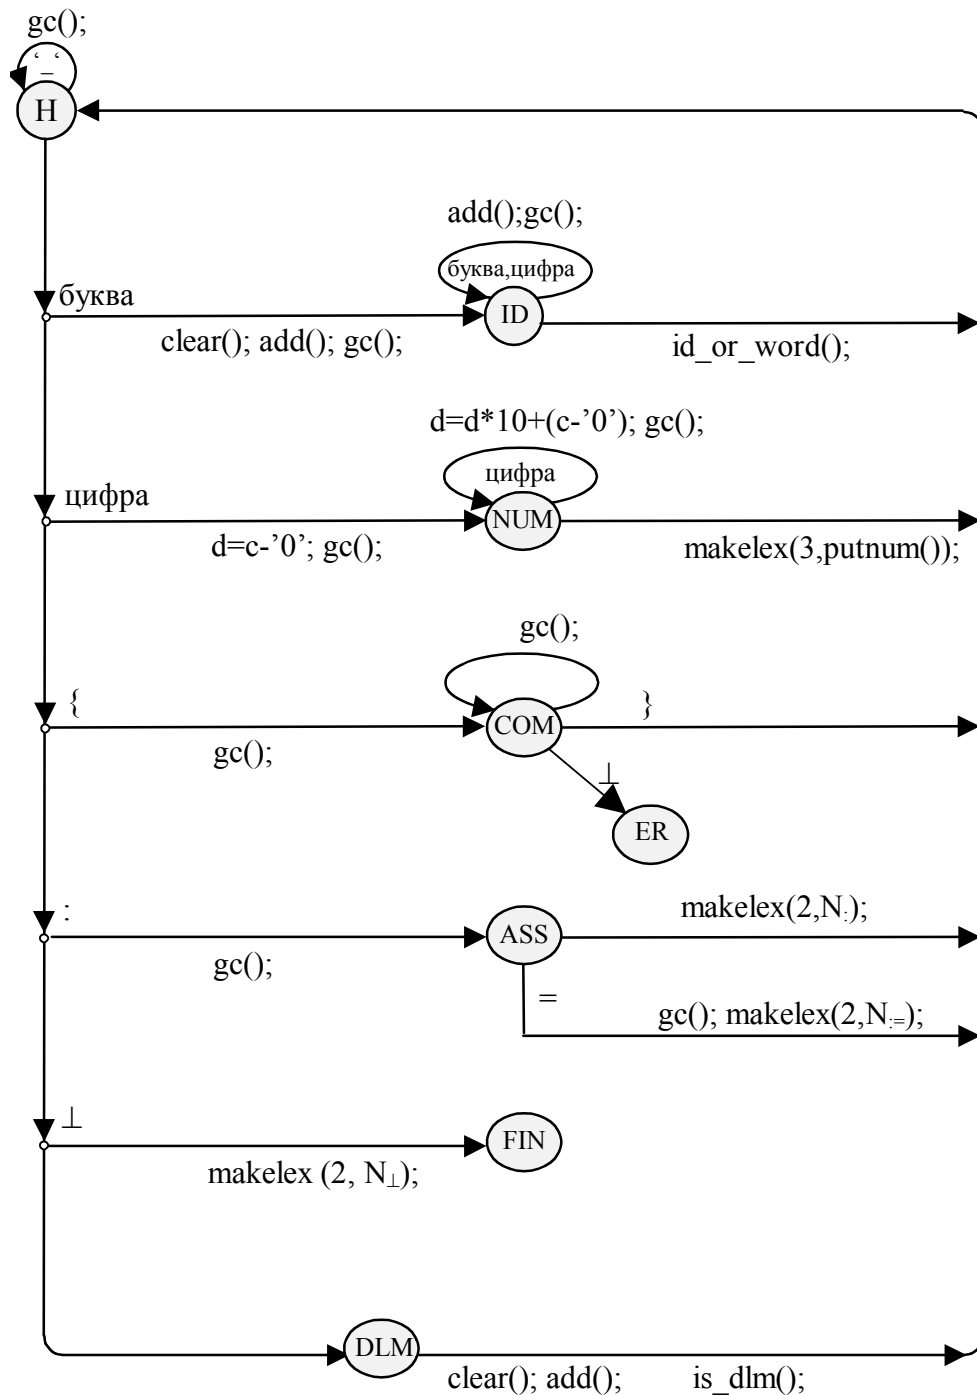 gc();
‘ ‘
_
H
add();gc();
буква,цифра
буква
ID
clear(); add(); gc();
id_or_word();
d=d*10+(c-’0’); gc();
цифра
цифра
NUM
d=c-’0’; gc();
makelex(3,putnum());
gc();
{
COM
}
gc();
⊥
ER
:
makelex(2,N:);
ASS
gc();
=
gc(); makelex(2,N:=);
⊥
FIN
makelex (2, N⊥);
DLM
clear(); add(); is_dlm();